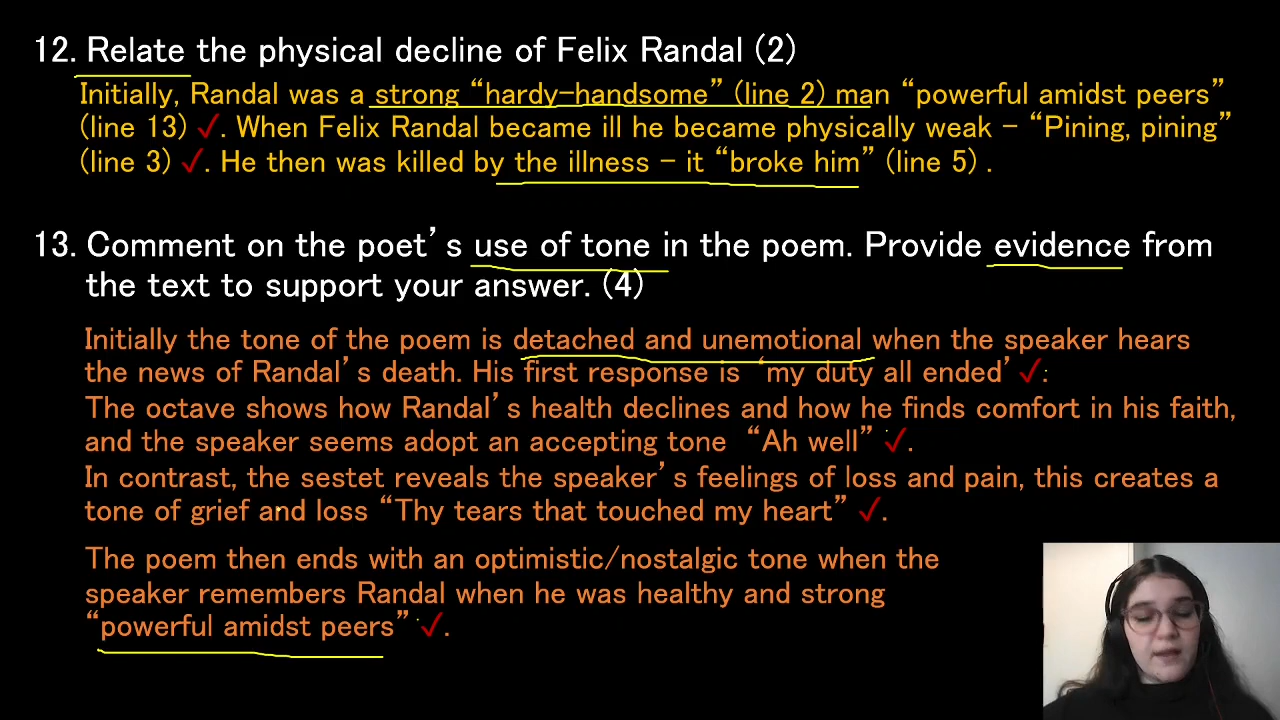 12. Relate the physical decline of Felix Randal (2)
Initially, Randal was a strong “hardy-handsome” (line 2) man “powerful amidst peers”
(line 13) ✓. When Felix Randal became ill he became physically weak – “Pining, pining”
(line 3) ✓. He then was killed by the illness – it “broke him” (line 5) .
13. Comment on the poet’s use of tone in the poem. Provide evidence from
the text to support your answer. (4)
Initially the tone of the poem is detached and unemotional when the speaker hears
the news of Randal’s death. His first response is ‘my duty all ended’ ✓:
The octave shows how Randal’s health declines and how he finds comfort in his faith,
and the speaker seems adopt an accepting tone “Ah well” ✓.
In contrast, the sestet reveals the speaker’s feelings of loss and pain, this creates a
tone of grief and loss “Thy tears that touched my heart” ✓.
The poem then ends with an optimistic/nostalgic tone when the
speaker remembers Randal when he was healthy and strong
“powerful amidst peers” ✓.